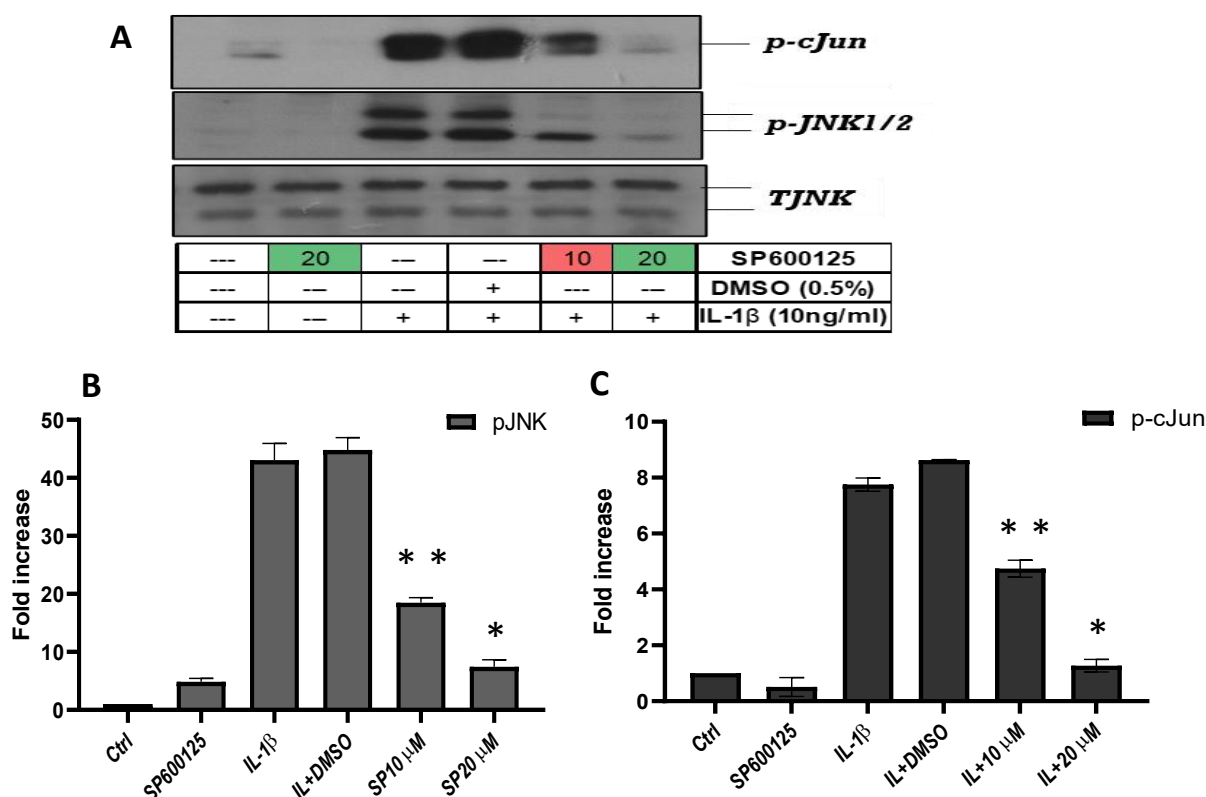 A
p-cJun
p-JNK1/2
TJNK
--- 20 --- --- 10 20 SP600125
--- --- --- + --- --- DMSO (0.5%)
--- --- + + + + IL-1β (10ng/ml)
B
pJNK
50
40
30
20
10
0
Fold increase
Ctrl
SP600125
IL-1β
IL+DMSO
SP10 μM
SP20 μM
* *
*
C
p-cJun
10
8
6
4
2
0
Fold increase
Ctrl
SP600125
IL-1β
IL+DMSO
IL+10 μM
IL+20 μM
* *
*